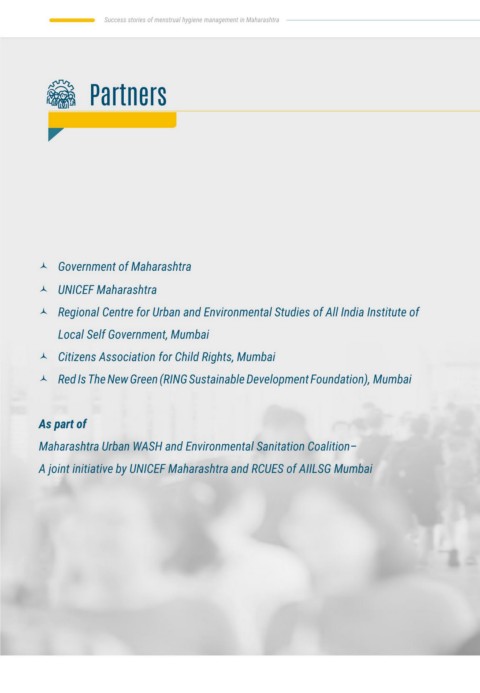 Success stories of menstrual hygiene management in Maharashtra
Partners
Government of Maharashtra
UNICEF Maharashtra
Regional Centre for Urban and Environmental Studies of All India Institute of
Local Self Government, Mumbai
Citizens Association for Child Rights, Mumbai
Red Is The New Green (RING Sustainable Development Foundation), Mumbai
As part of
Maharashtra Urban WASH and Environmental Sanitation Coalition–
A joint initiative by UNICEF Maharashtra and RCUES of AIILSG Mumbai